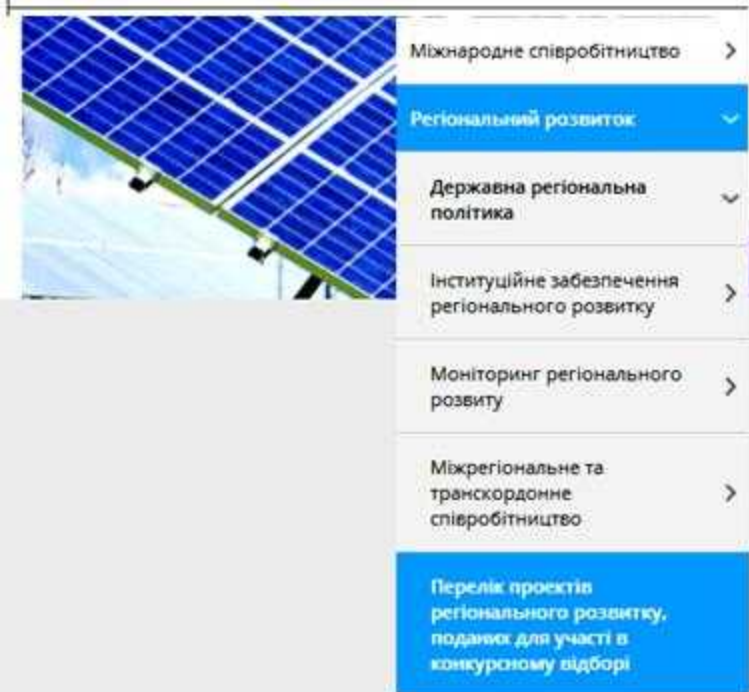 Міжнародне співробітництво
Регіональний розвиток
Державна регіональна
політика
Інституційне забезпечення
регіонального розвитку
Моніторинг регіонального
розвиту
Міжрегіональне та
транскордонне
співробітництво
Перелік проектів
регіонального розвитку,
поданих для участі в
конкурсному відборі